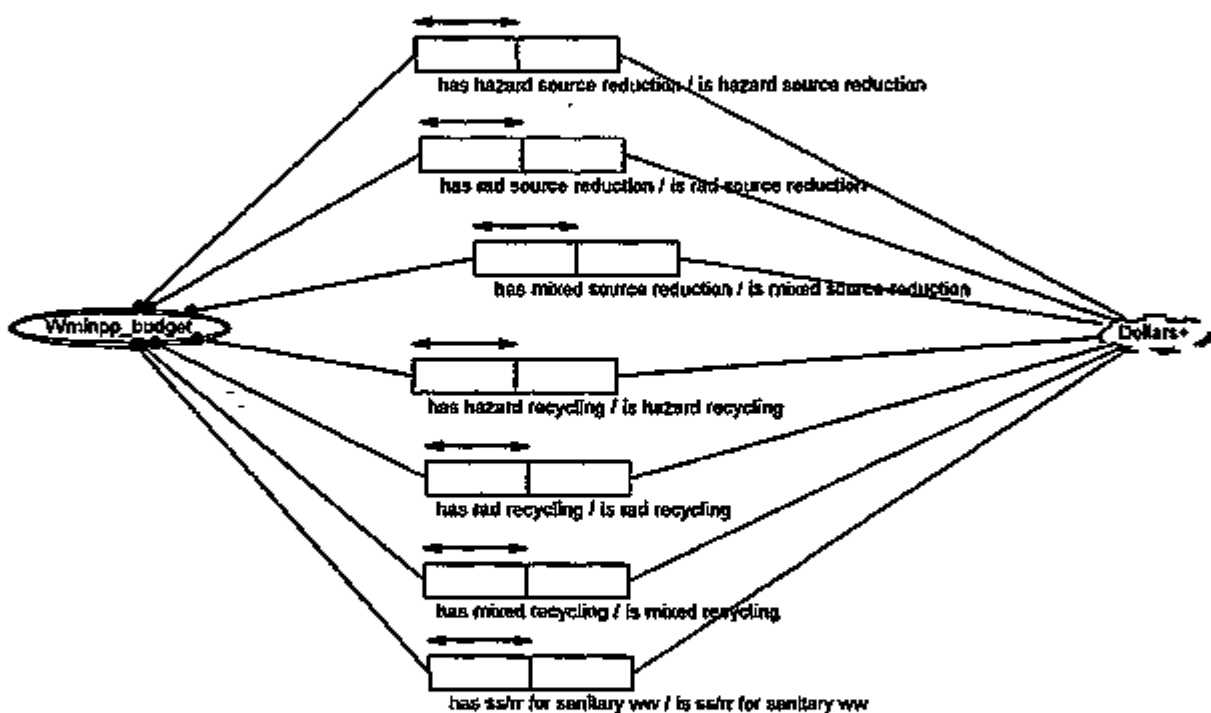 has hazard source reduction / is hazard source reduction
has rad source reduction / is rad source reduction
has mixed source reduction / is mixed source reduction
Wminpp_budget
Dollars+
has hazard recycling / is hazard recycling
has rad recycling / is rad recycling
has mixed recycling / is mixed recycling
has ss/rr for sanitary ww / is ss/rr for sanitary ww